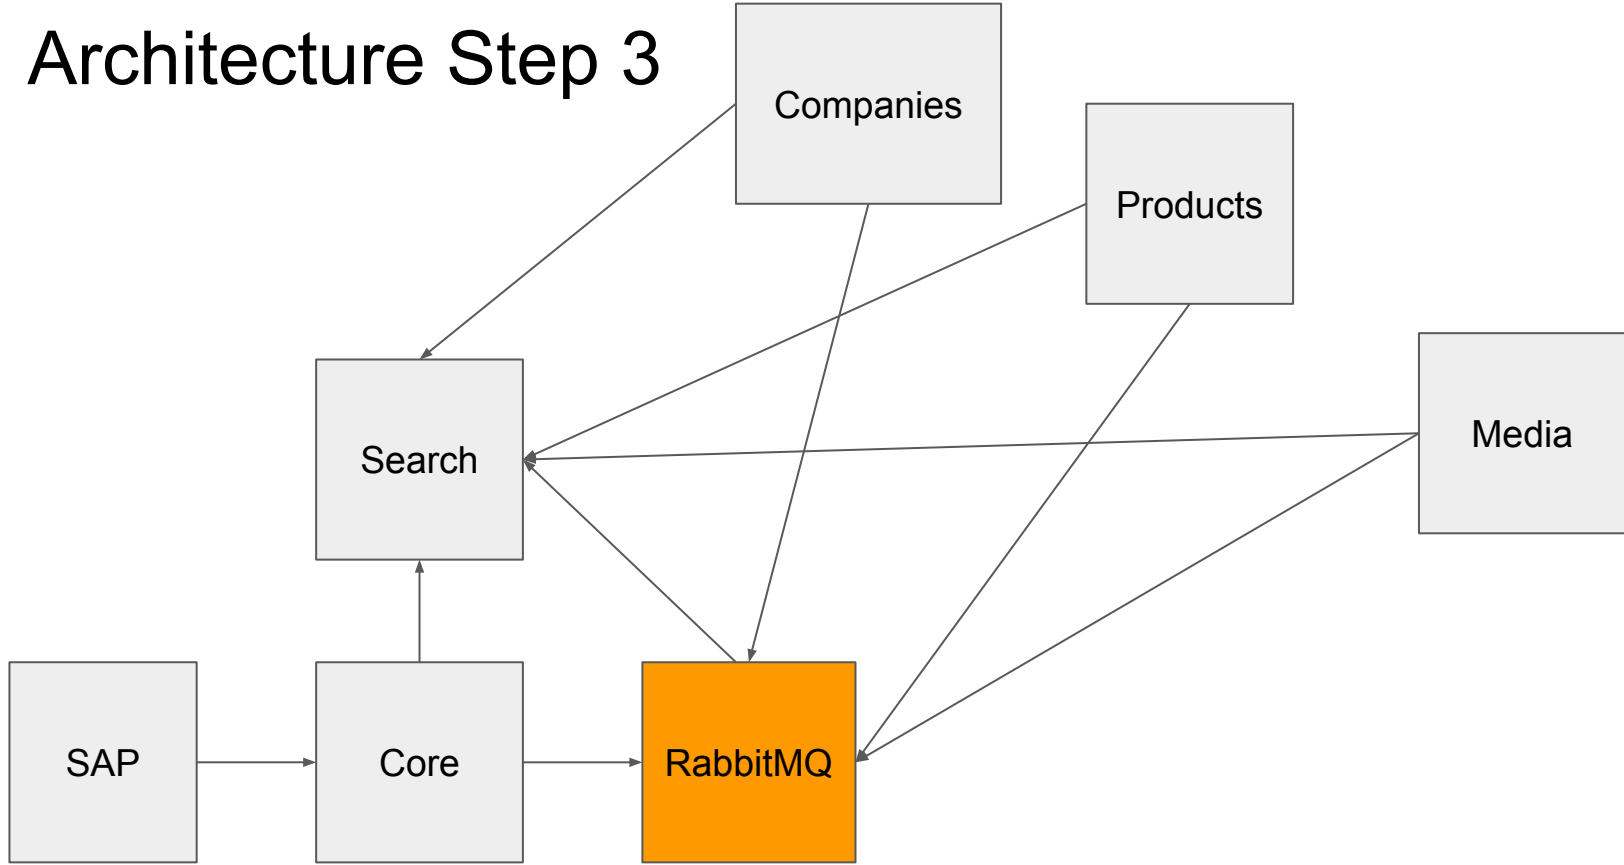 Architecture Step 3
Companies
Products
Search
Media
SAP
Core
RabbitMQ